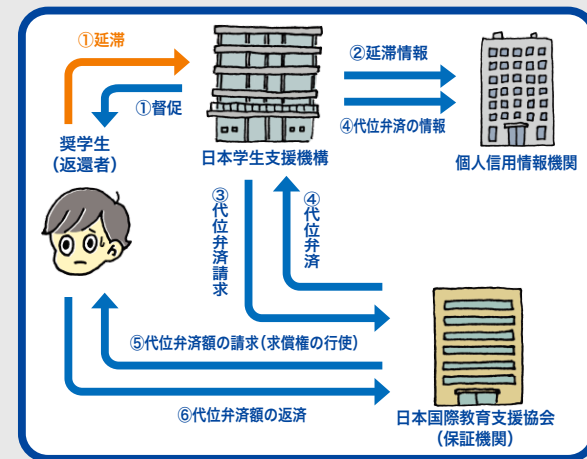 ①延滞
①督促
②延滞情報
④代位弁済の情報
奨学生
(返還者)
日本学生支援機構
個人信用情報機関
③代位弁済請求
④代位弁済
⑤代位弁済額の請求(求償権の行使)
⑥代位弁済額の返済
日本国際教育支援協会
(保証機関)